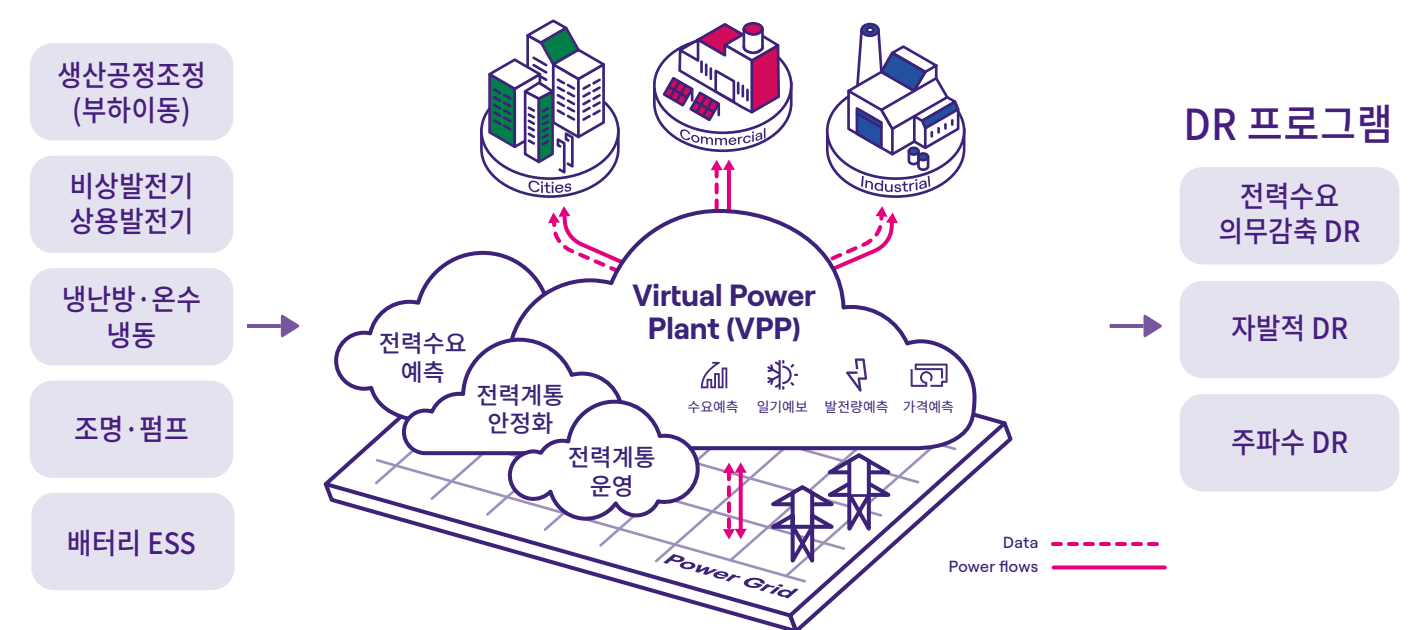 생산공정조정
(부하이동)
비상발전기
상용발전기
냉난방·온수
냉동
조명·펌프
배터리 ESS
Cities
Commercial
Industrial
Virtual Power
Plant (VPP)
수요예측
일기예보
발전량예측
가격예측
전력수요
예측
전력계통
안정화
전력계통
운영
Power Grid
Data
Power flows
DR 프로그램
전력수요
의무감축 DR
자발적 DR
주파수 DR